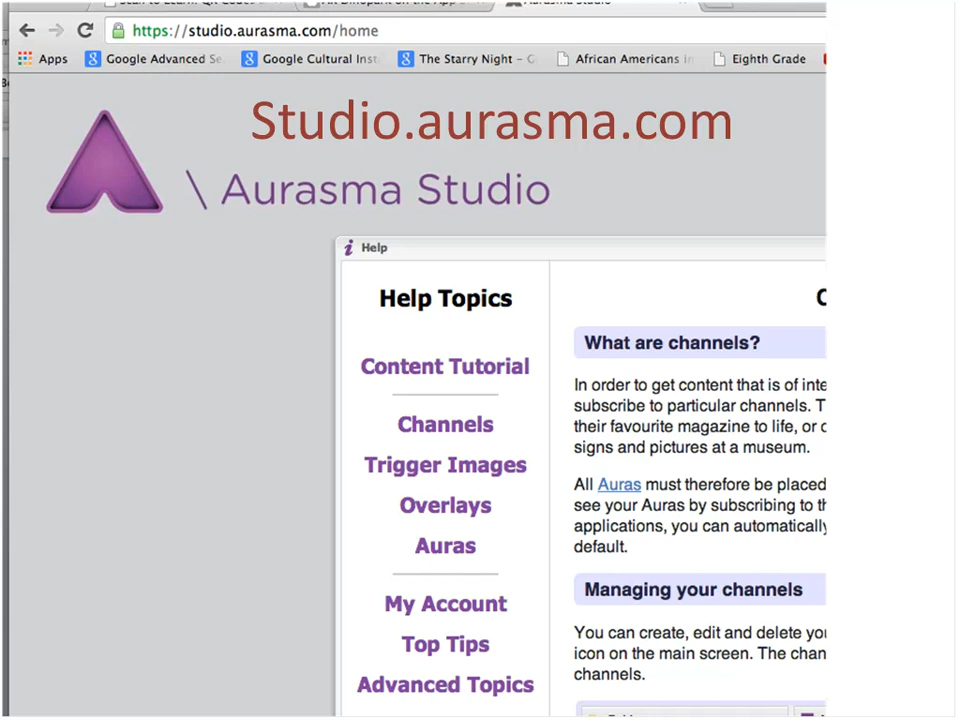 https://studio.aurasma.com/home
Apps Google Advanced Se Google Cultural Inst The Starry Night – G African Americans in Eighth Grade
Studio.aurasma.com
\ Aurasma Studio
i Help
Help Topics
Content Tutorial
Channels
Trigger Images
Overlays
Auras
My Account
Top Tips
Advanced Topics
What are channels?
In order to get content that is of inte
subscribe to particular channels. T
their favourite magazine to life, or o
signs and pictures at a museum.
All Auras must therefore be placed
see your Auras by subscribing to th
applications, you can automatically
default.
Managing your channels
You can create, edit and delete you
icon on the main screen. The chan
channels.